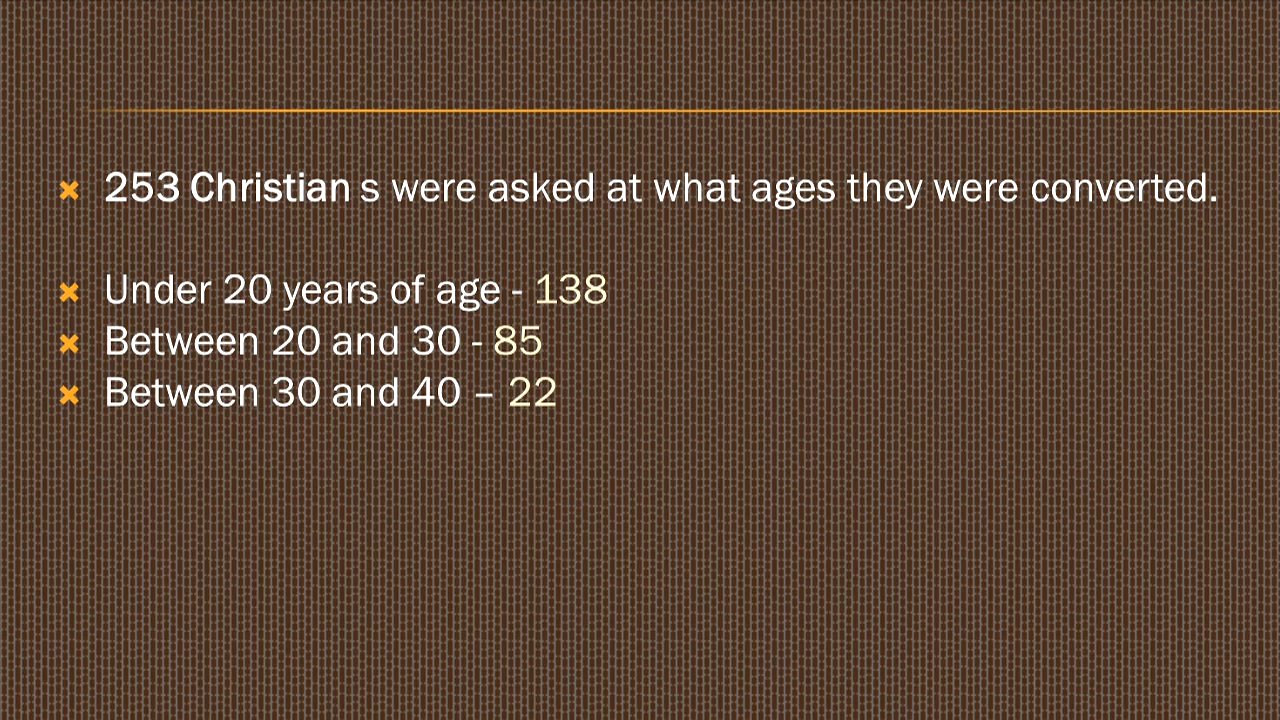 253 Christian s were asked at what ages they were converted.
Under 20 years of age - 138
Between 20 and 30 - 85
Between 30 and 40 – 22